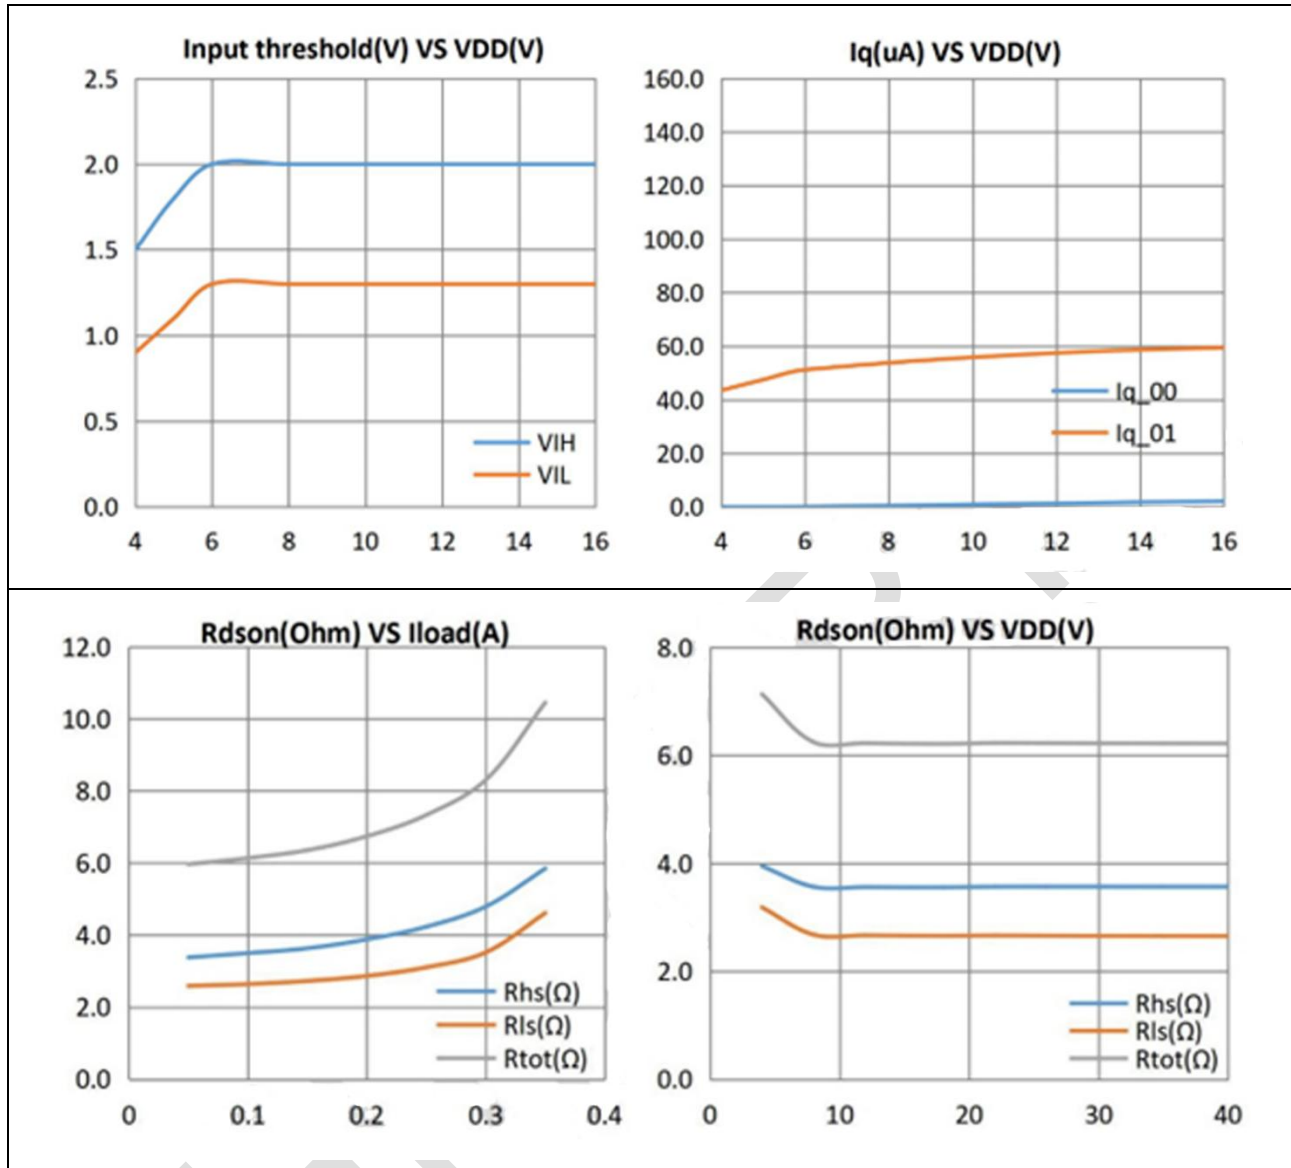 Input threshold(V) VS VDD(V)
2.5
2.0
1.5
1.0
0.5
0.0
VIH
VIL
4 6 8 10 12 14 16
Iq(uA) VS VDD(V)
160.0
140.0
120.0
100.0
80.0
60.0
40.0
20.0
0.0
Iq_00
Iq_01
4 6 8 10 12 14 16
Rdson(Ohm) VS Iload(A)
12.0
10.0
8.0
6.0
4.0
2.0
0.0
Rhs(Ω)
Rls(Ω)
Rtot(Ω)
0 0.1 0.2 0.3 0.4
Rdson(Ohm) VS VDD(V)
8.0
6.0
4.0
2.0
0.0
Rhs(Ω)
Rls(Ω)
Rtot(Ω)
0 10 20 30 40